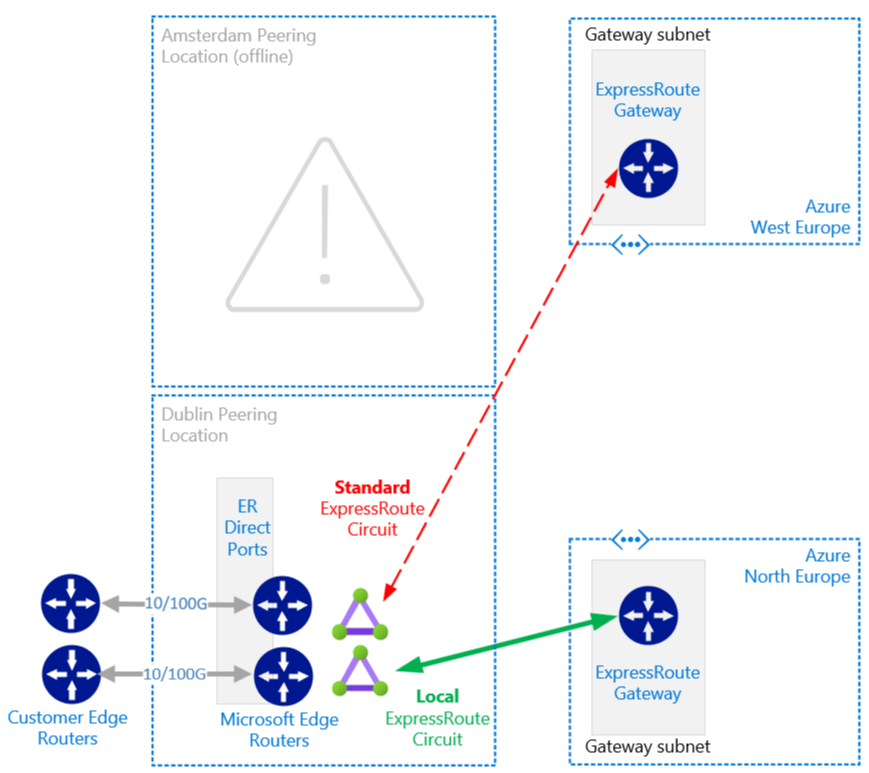 Amsterdam Peering
Location (offline)
Gateway subnet
ExpressRoute
Gateway
Azure
West Europe
Dublin Peering
Location
ER
Direct
Ports
Standard
ExpressRoute
Circuit
10/100G
10/100G
Customer Edge
Routers
Microsoft Edge
Routers
Local
ExpressRoute
Circuit
Azure
North Europe
ExpressRoute
Gateway
Gateway subnet